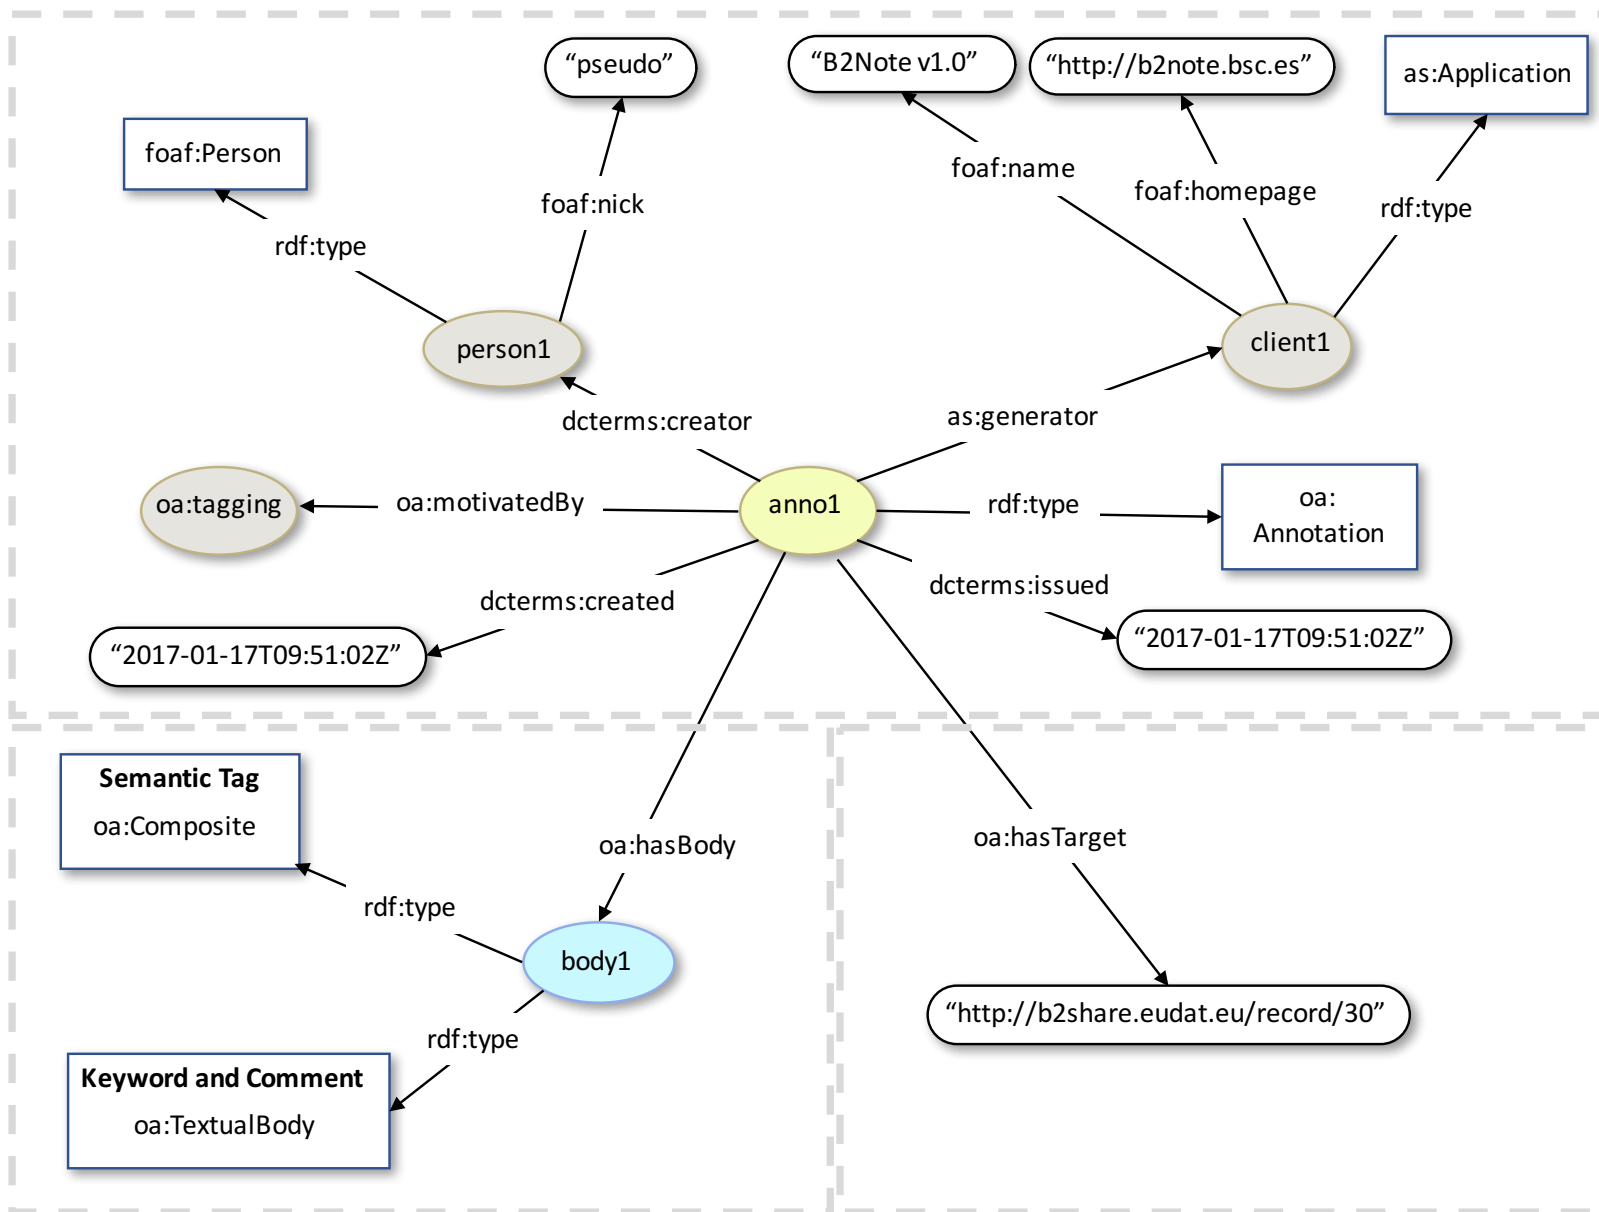 “pseudo”
“B2Note v1.0”
“http://b2note.bsc.es”
as:Application
foaf:Person
foaf:name
foaf:homepage
foaf:nick
rdf:type
rdf:type
person1
client1
dcterms:creator
as:generator
oa:tagging
oa:motivatedBy
anno1
rdf:type
oa:
Annotation
dcterms:created
dcterms:issued
“2017-01-17T09:51:02Z”
“2017-01-17T09:51:02Z”
Semantic Tag
oa:Composite
oa:hasBody
oa:hasTarget
rdf:type
body1
“http://b2share.eudat.eu/record/30”
rdf:type
Keyword and Comment
oa:TextualBody